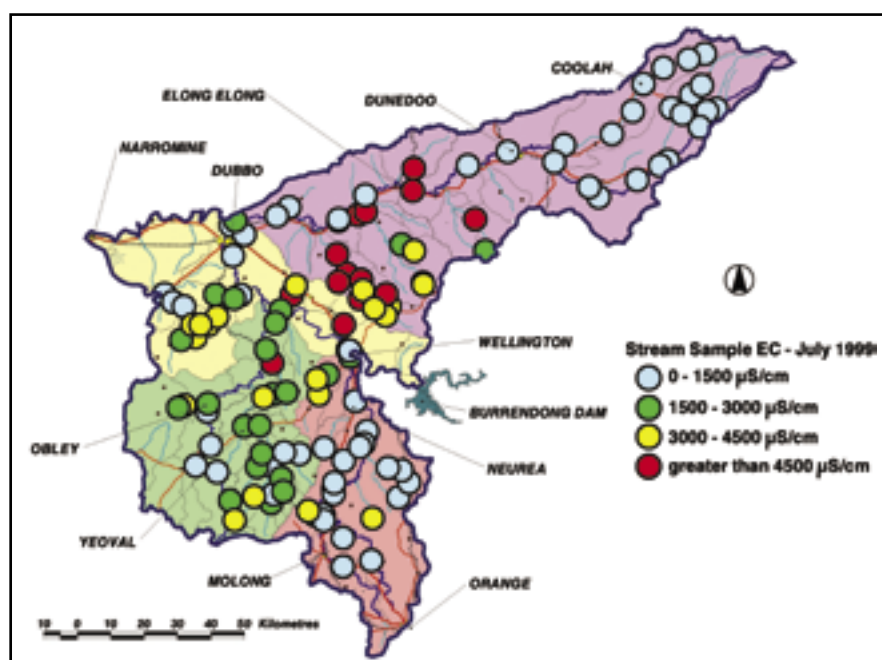 COOLAH
ELONG ELONG
DUNEDOO
NARROMINE
DUBBO
WELLINGTON
Stream Sample EC - July 1999
0 - 1500 µS/cm
1500 - 3000 µS/cm
3000 - 4500 µS/cm
greater than 4500 µS/cm
BURRENDONG DAM
OBLEY
NEUREA
YEOVAL
MOLONG
ORANGE
10 0 10 20 30 40 50 Kilometres